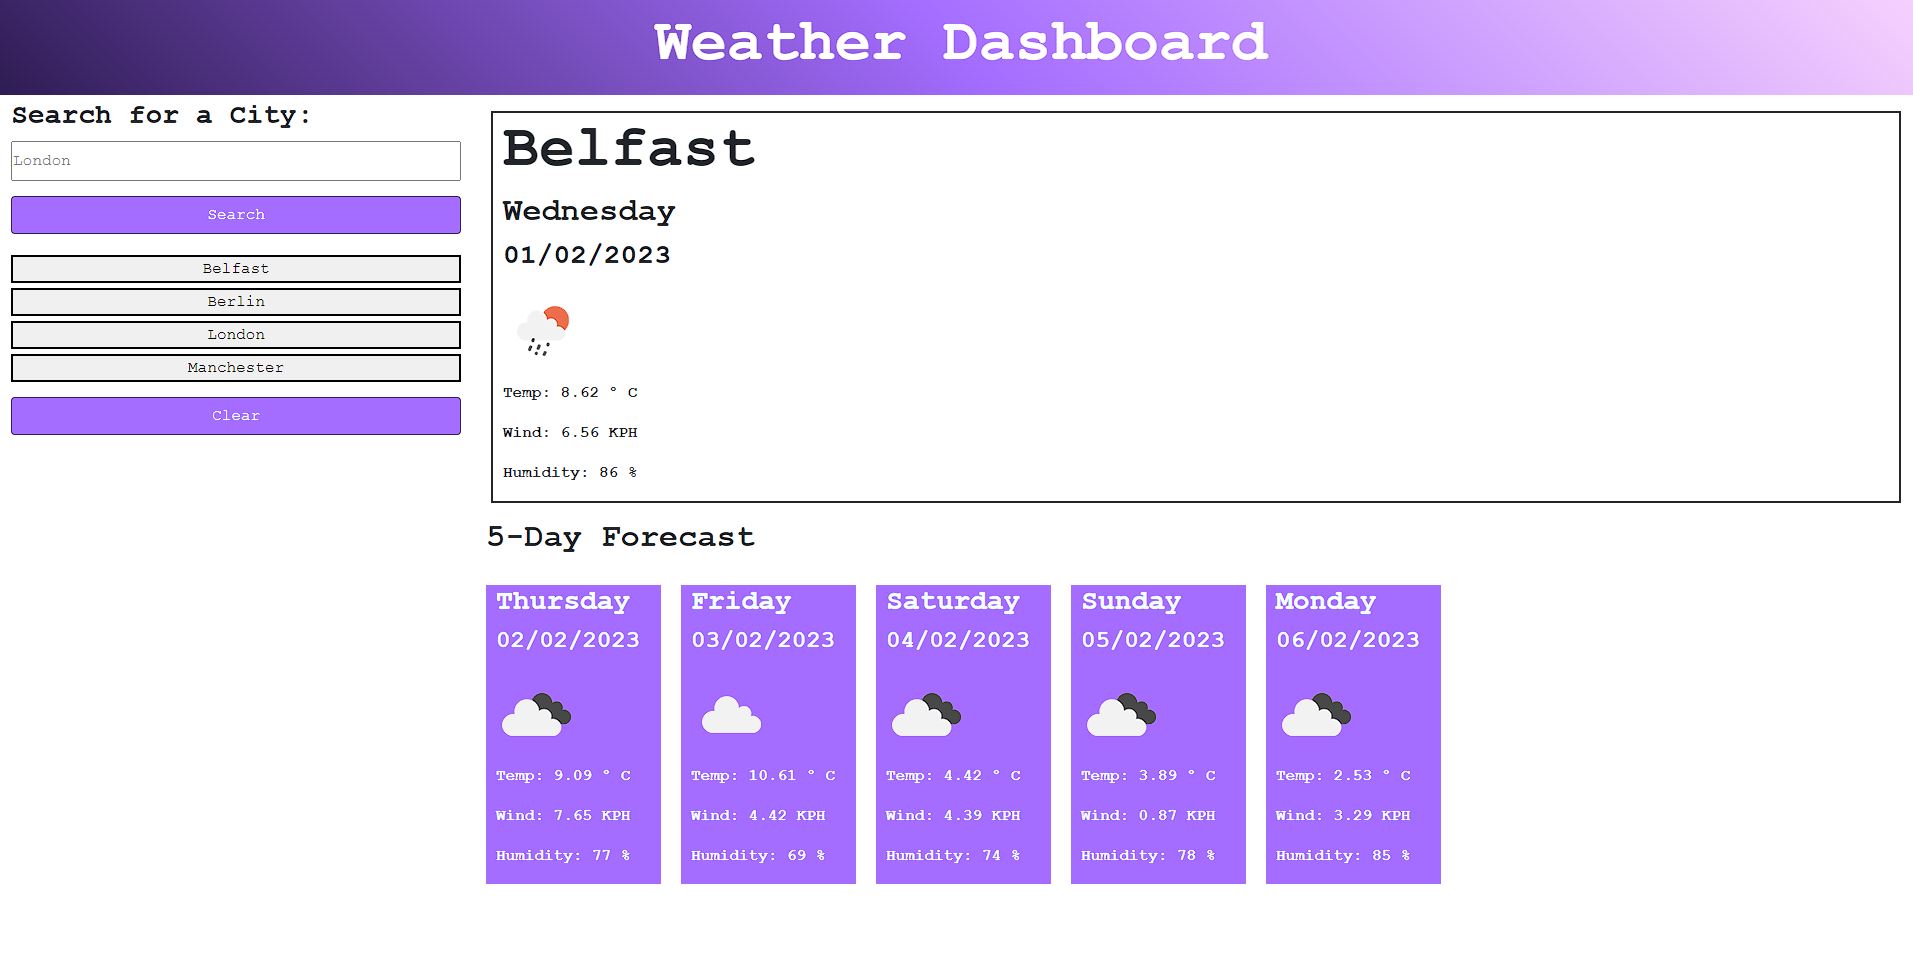 Weather Dashboard
Search for a City:
London
Search
Belfast
Berlin
London
Manchester
Clear
Belfast
Wednesday
01/02/2023
Temp: 8.62 ° C
Wind: 6.56 KPH
Humidity: 86 %
5-Day Forecast
Thursday
02/02/2023
Temp: 9.09 ° C
Wind: 7.65 KPH
Humidity: 77 %
Friday
03/02/2023
Temp: 10.61 ° C
Wind: 4.42 KPH
Humidity: 69 %
Saturday
04/02/2023
Temp: 4.42 ° C
Wind: 4.39 KPH
Humidity: 74 %
Sunday
05/02/2023
Temp: 3.89 ° C
Wind: 0.87 KPH
Humidity: 78 %
Monday
06/02/2023
Temp: 2.53 ° C
Wind: 3.29 KPH
Humidity: 85 %